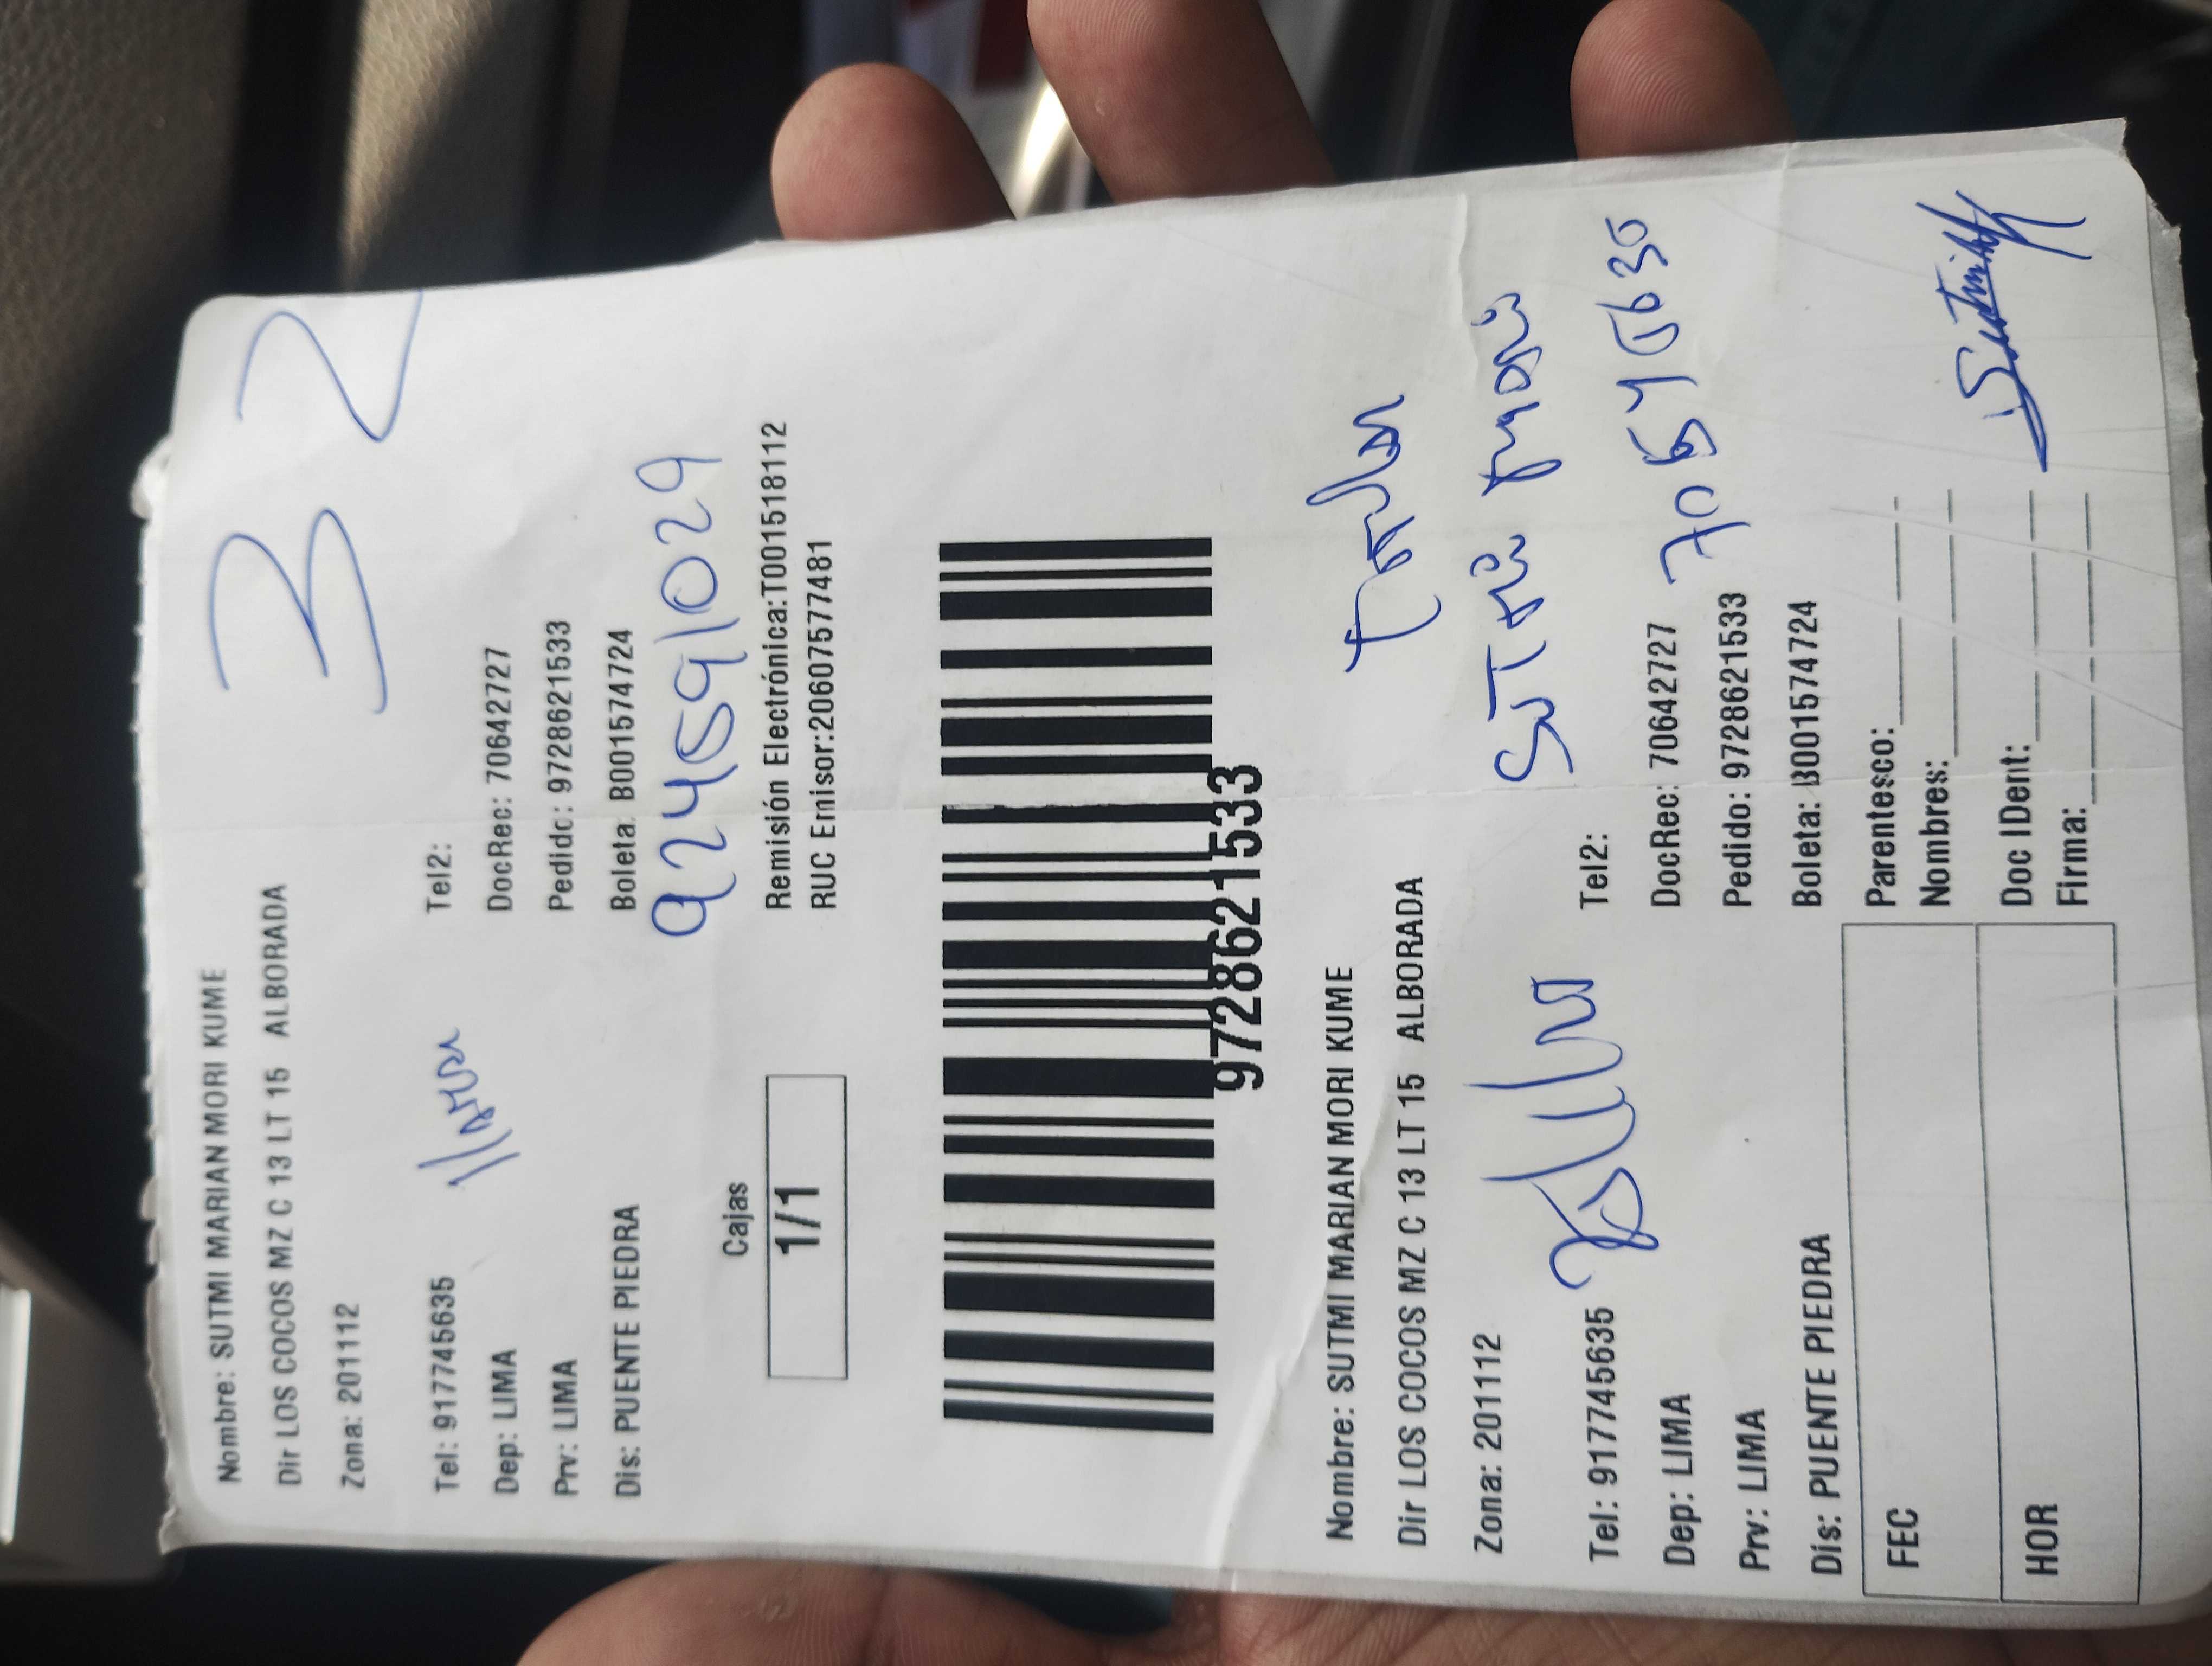 32
Nombre: SUTMI MARIAN MORI KUME
Dir LOS COCOS MZ C 13 LT 15 ALBORADA
Zona: 201112
Tel: 917745635 Tel2:
Dep: LIMA DocRec: 70642727
Prv: LIMA Pedido: 9728621533
Dis: PUENTE PIEDRA Boleta: B001574724
924591029
Cajas
1/1
Remisión Electrónica:T001518112
RUC Emisor:20607577481
9728621533
Nombre: SUTMI MARIAN MORI KUME
Dir LOS COCOS MZ C 13 LT 15 ALBORADA
Zona: 201112
Sutmi mori
Tel: 917745635 Tel2:
Dep: LIMA DocRec: 70642727
Prv: LIMA Pedido: 9728621533
Dis: PUENTE PIEDRA Boleta: B001574724
FEC
Parentesco:
Nombres:
HOR
Doc IDent:
Firma: